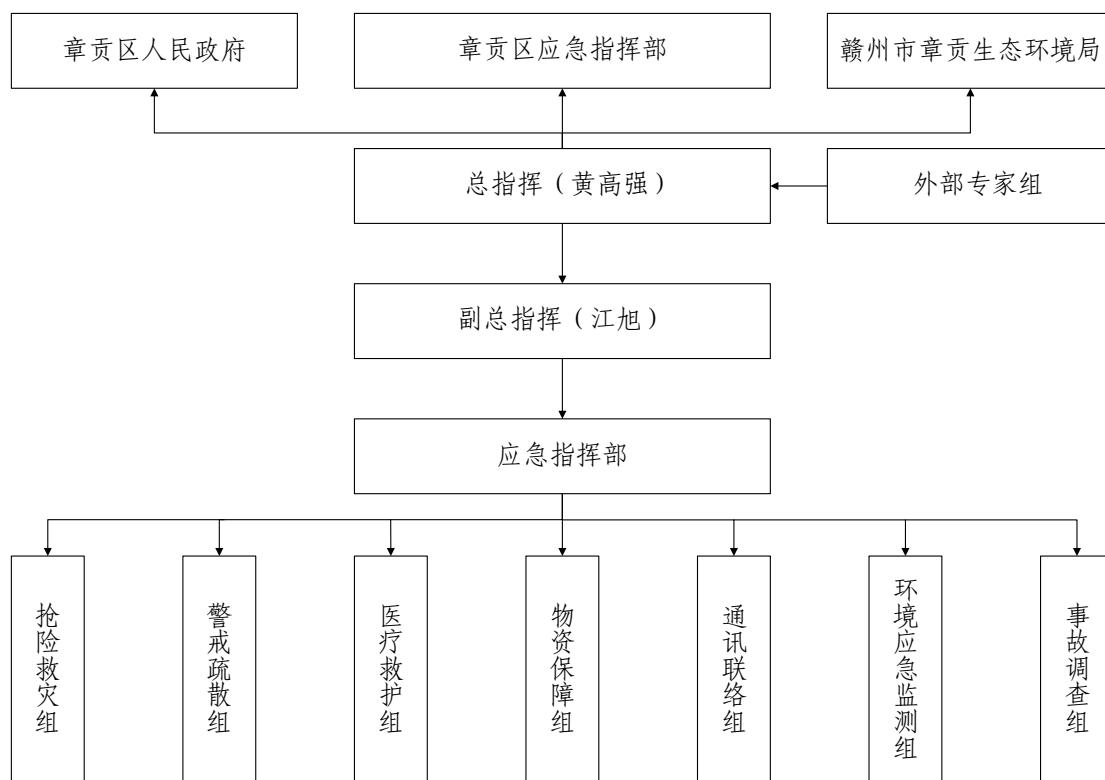 章贡区人民政府
章贡区应急指挥部
赣州市章贡生态环境局
总指挥（黄高强）
外部专家组
副总指挥（江旭）
应急指挥部
抢险救灾组
警戒疏散组
医疗救护组
物资保障组
通讯联络组
环境应急监测组
事故调查组